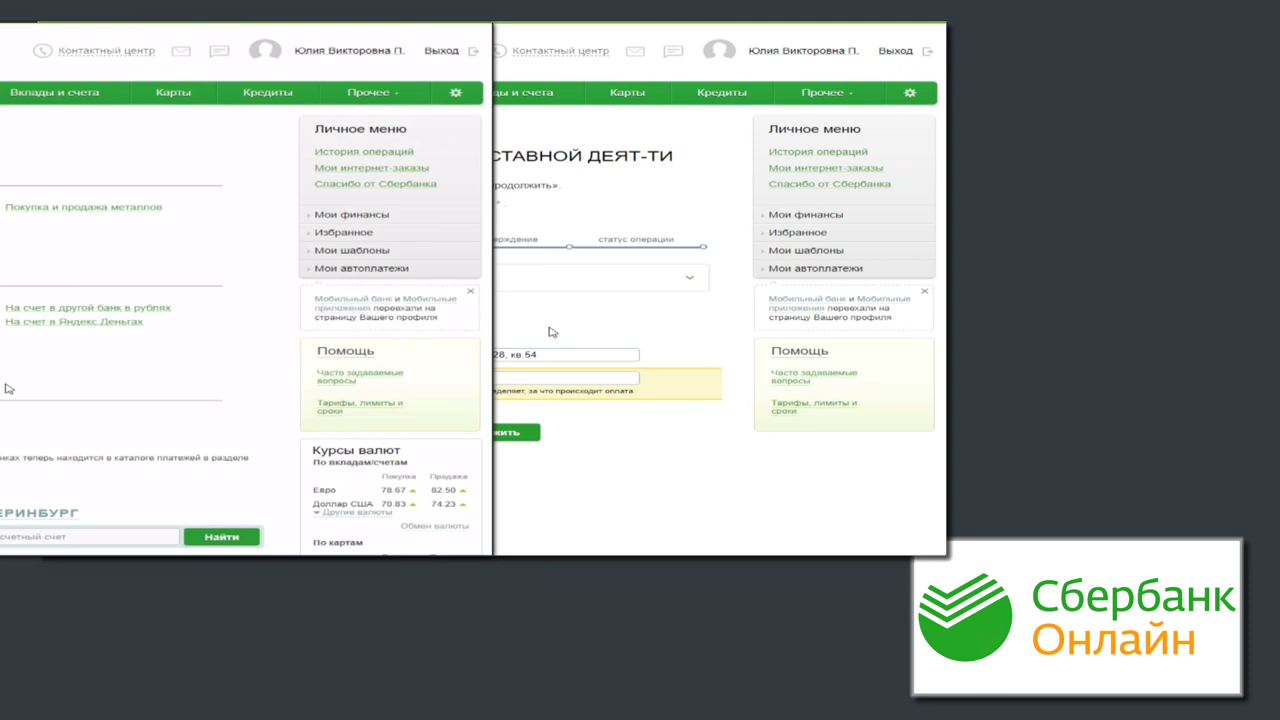 Контактный центр
Юлия Викторовна П.
Выход
Вклады и счета
Карты
Кредиты
Прочее
Личное меню
История операций
Мои интернет-заказы
Спасибо от Сбербанка
Покупка и продажа металлов
Мои финансы
Избранное
Мои шаблоны
Мои автоплатежи
Мобильный банк и Мобильные
приложения переехали на
страницу Вашего профиля
На счет в другой банк в рублях
На счет в Яндекс.Деньгах
Помощь
Часто задаваемые
вопросы
Тарифы, лимиты и
сроки
Курсы валют
По вкладам/счетам
Покупка Продажа
Евро 78.67 82.50
Доллар США 70.83 74.23
Другие валюты
Обмен валюты
По картам
нках теперь находится в каталоге платежей в разделе
ЕРИНБУРГ
счетный счет
Найти
Контактный центр
Юлия Викторовна П.
Выход
ды и счета
Карты
Кредиты
Прочее
СТАВНОЙ ДЕЯТ-ТИ
родолжить».
ерждение
статус операции
28, кв.54
еделяет, за что происходит оплата.
жить
Личное меню
История операций
Мои интернет-заказы
Спасибо от Сбербанка
Мои финансы
Избранное
Мои шаблоны
Мои автоплатежи
Мобильный банк и Мобильные
приложения переехали на
страницу Вашего профиля
Помощь
Часто задаваемые
вопросы
Тарифы, лимиты и
сроки
Сбербанк
Онлайн